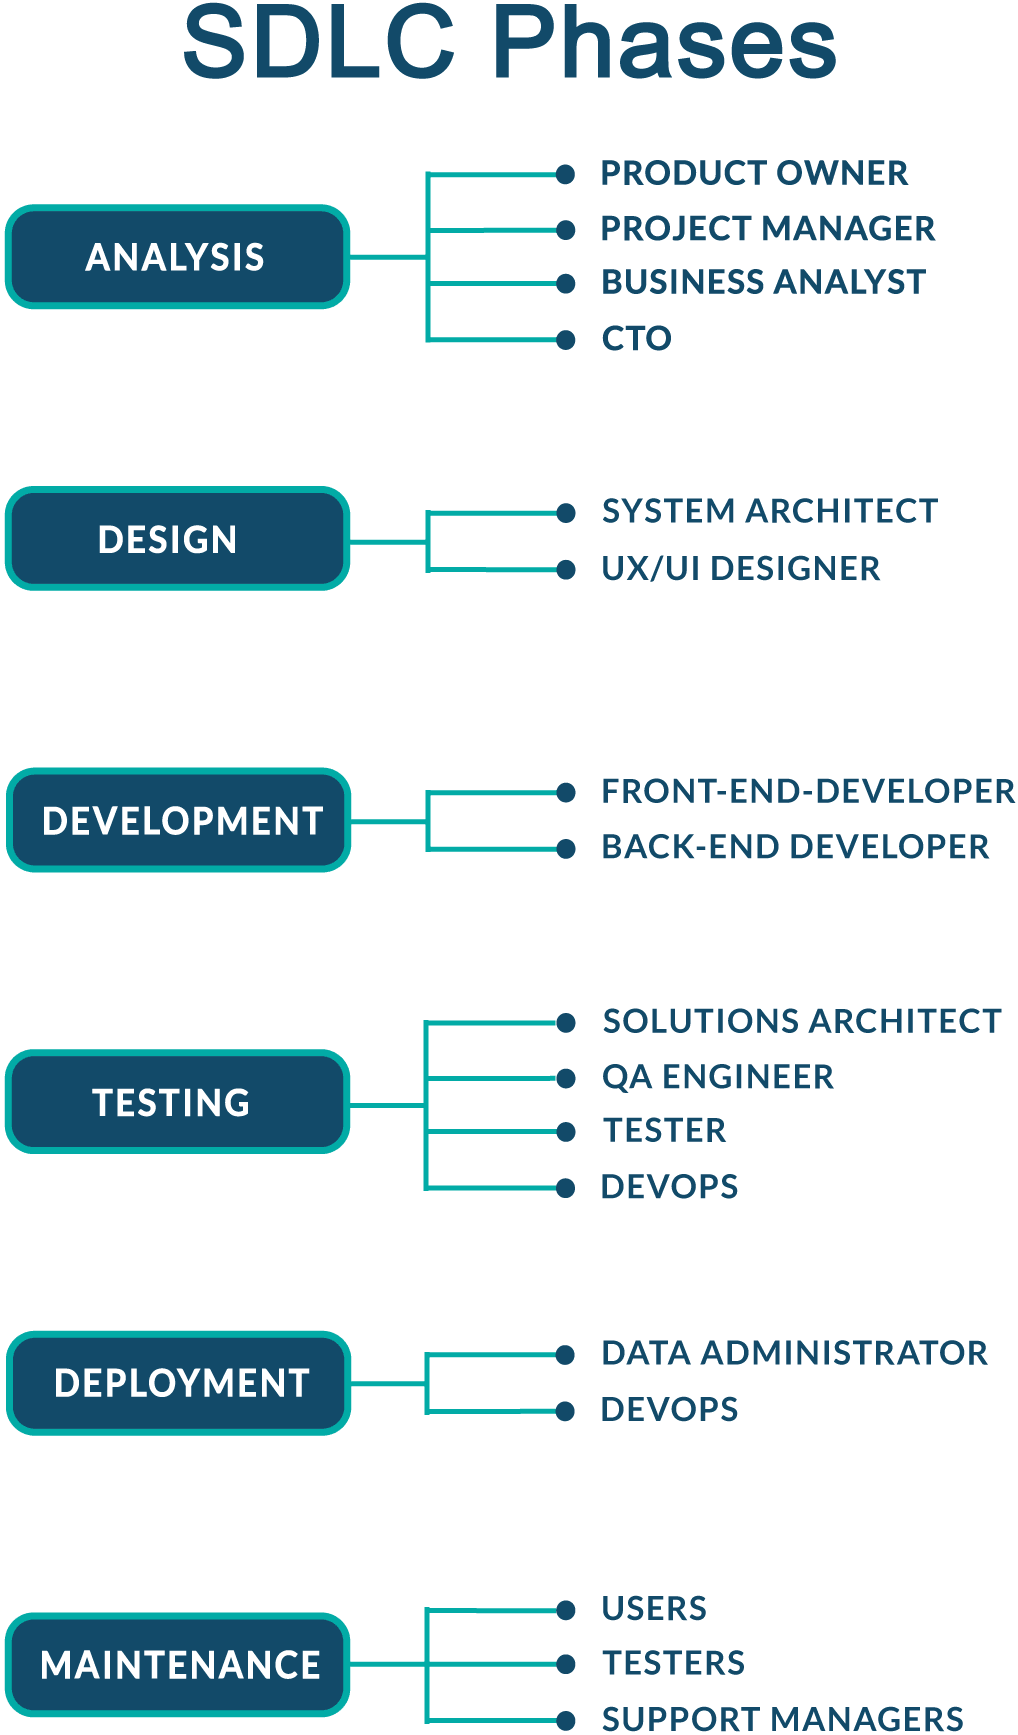 SDLC Phases
ANALYSIS
PRODUCT OWNER
PROJECT MANAGER
BUSINESS ANALYST
CTO
DESIGN
SYSTEM ARCHITECT
UX/UI DESIGNER
DEVELOPMENT
FRONT-END-DEVELOPER
BACK-END DEVELOPER
TESTING
SOLUTIONS ARCHITECT
QA ENGINEER
TESTER
DEVOPS
DEPLOYMENT
DATA ADMINISTRATOR
DEVOPS
MAINTENANCE
USERS
TESTERS
SUPPORT MANAGERS